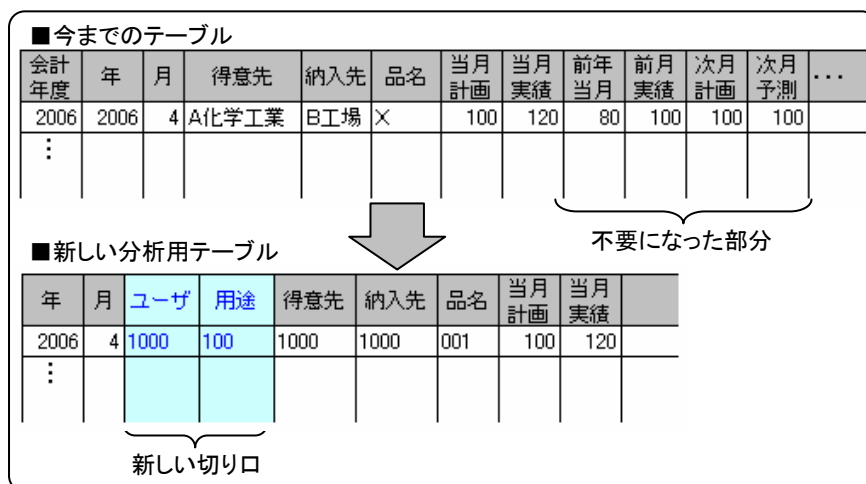 ■今までのテーブル
会計年度 年 月 得意先 納入先 品名 当月計画 当月実績 前年当月 前月実績 次月計画 次月予測 ・・・
2006 2006 4 A化学工業 B工場 X 100 120 80 100 100 100
⋮
不要になった部分
■新しい分析用テーブル
年 月 ユーザ 用途 得意先 納入先 品名 当月計画 当月実績
2006 4 1000 100 1000 1000 001 100 120
⋮
新しい切り口